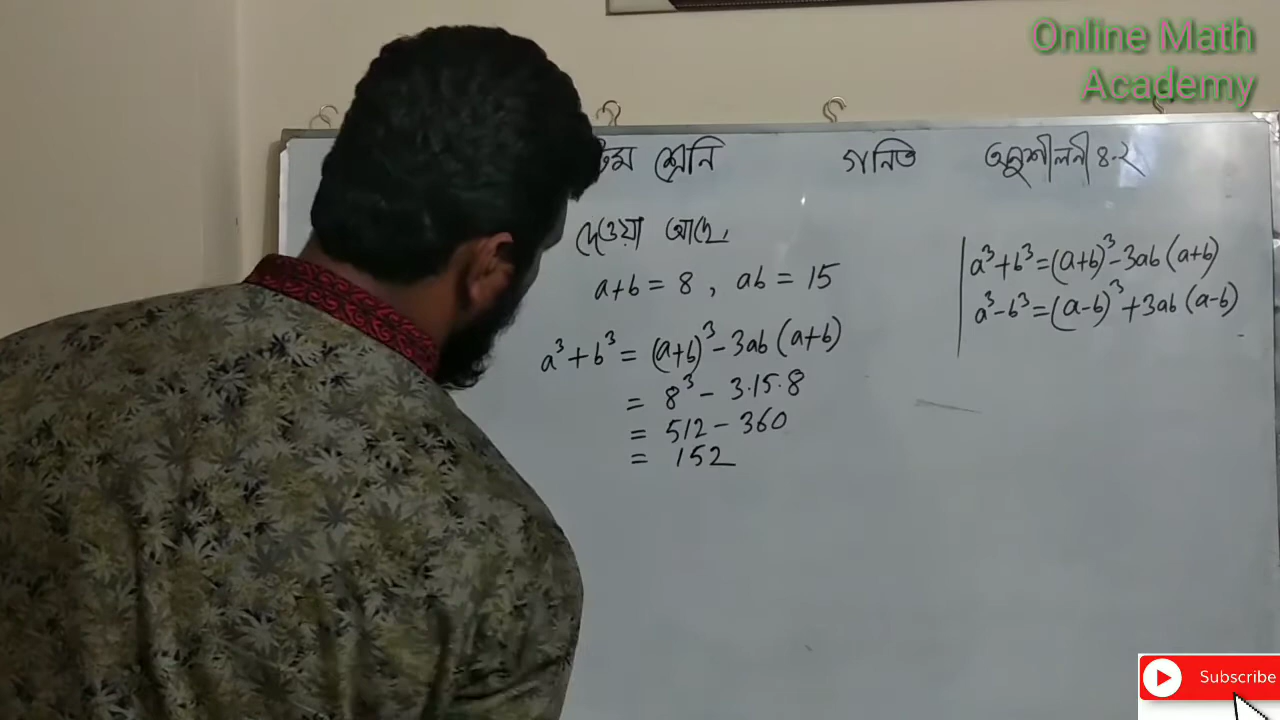 Online Math
Academy
শ্রেনি গনিত অনুশীলনী ৪.২
দেওয়া আছে,
a+b = 8 , ab = 15
a³+b³ = (a+b)³-3ab (a+b)
= 8³ - 3.15.8
= 512 - 360
= 152
a³+b³=(a+b)³-3ab (a+b)
a³-b³=(a-b)³+3ab (a-b)
Subscribe